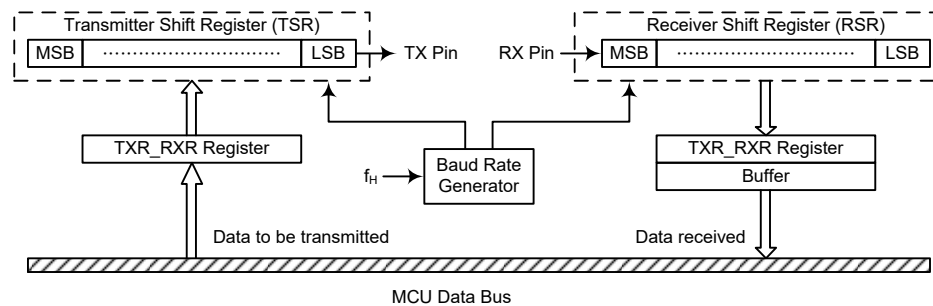 Transmitter Shift Register (TSR)
MSB ........................................ LSB
TX Pin
RX Pin
Receiver Shift Register (RSR)
MSB ........................................ LSB
TXR_RXR Register
Baud Rate
Generator
fH
TXR_RXR Register
Buffer
Data to be transmitted
Data received
MCU Data Bus